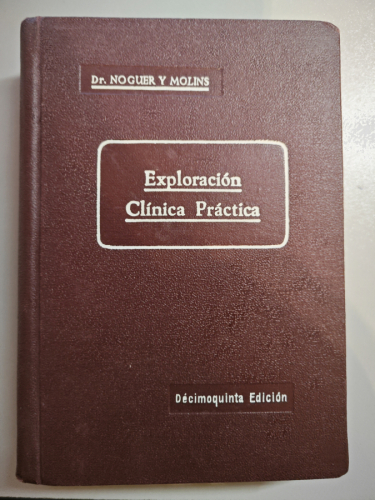 Dr. NOGUER Y MOLINS
Exploración
Clínica Práctica
Décimoquinta Edición